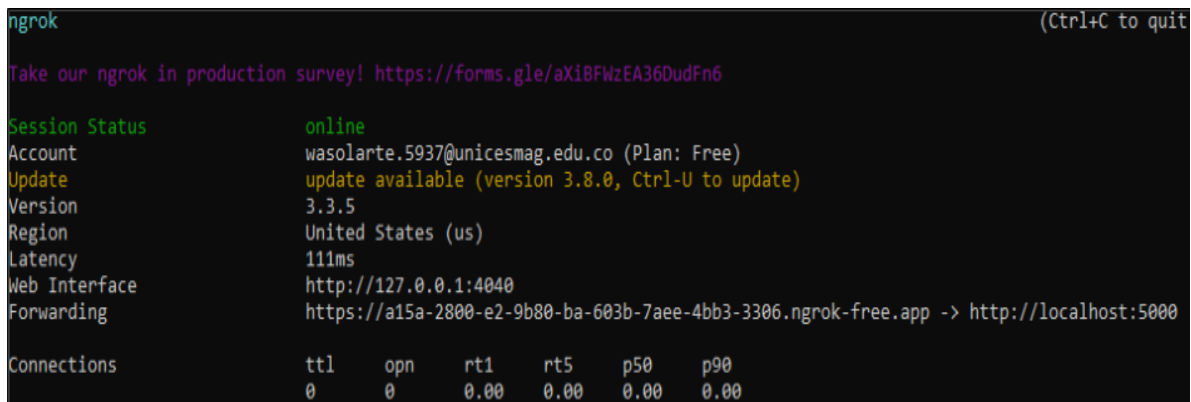 ngrok (Ctrl+C to quit
Take our ngrok in production survey! https://forms.gle/aXiBFWzEA36DudFn6
Session Status online
Account wasolarte.5937@unicesmag.edu.co (Plan: Free)
Update update available (version 3.8.0, Ctrl-U to update)
Version 3.3.5
Region United States (us)
Latency 111ms
Web Interface http://127.0.0.1:4040
Forwarding https://a15a-2800-e2-9b80-ba-603b-7aee-4bb3-3306.ngrok-free.app -> http://localhost:5000
Connections ttl opn rt1 rt5 p50 p90
0 0 0.00 0.00 0.00 0.00